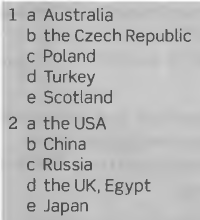 1 a Australia
b the Czech Republic
c Poland
d Turkey
e Scotland
2 a the USA
b China
c Russia
d the UK, Egypt
e Japan